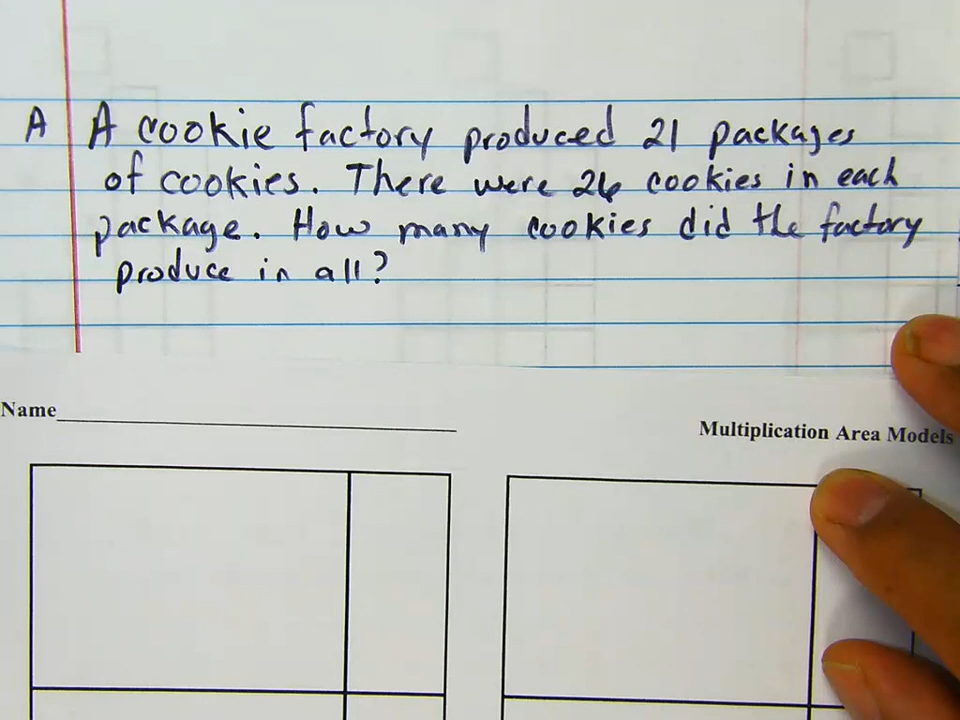 A A cookie factory produced 21 packages
of cookies. There were 26 cookies in each
package. How many cookies did the factory
produce in all?
Name
Multiplication Area Models